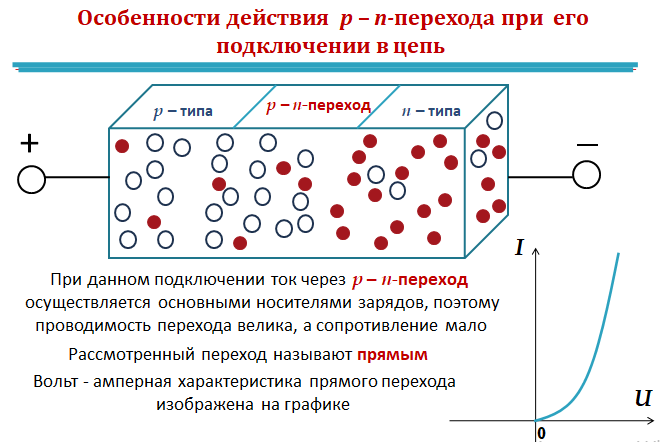 Особенности действия p – n-перехода при его
подключении в цепь
p – типа
p – n-переход
n – типа
+
–
При данном подключении ток через p – n-переход
осуществляется основными носителями зарядов, поэтому
проводимость перехода велика, а сопротивление мало
Рассмотренный переход называют прямым
Вольт - амперная характеристика прямого перехода
изображена на графике
I
U
0